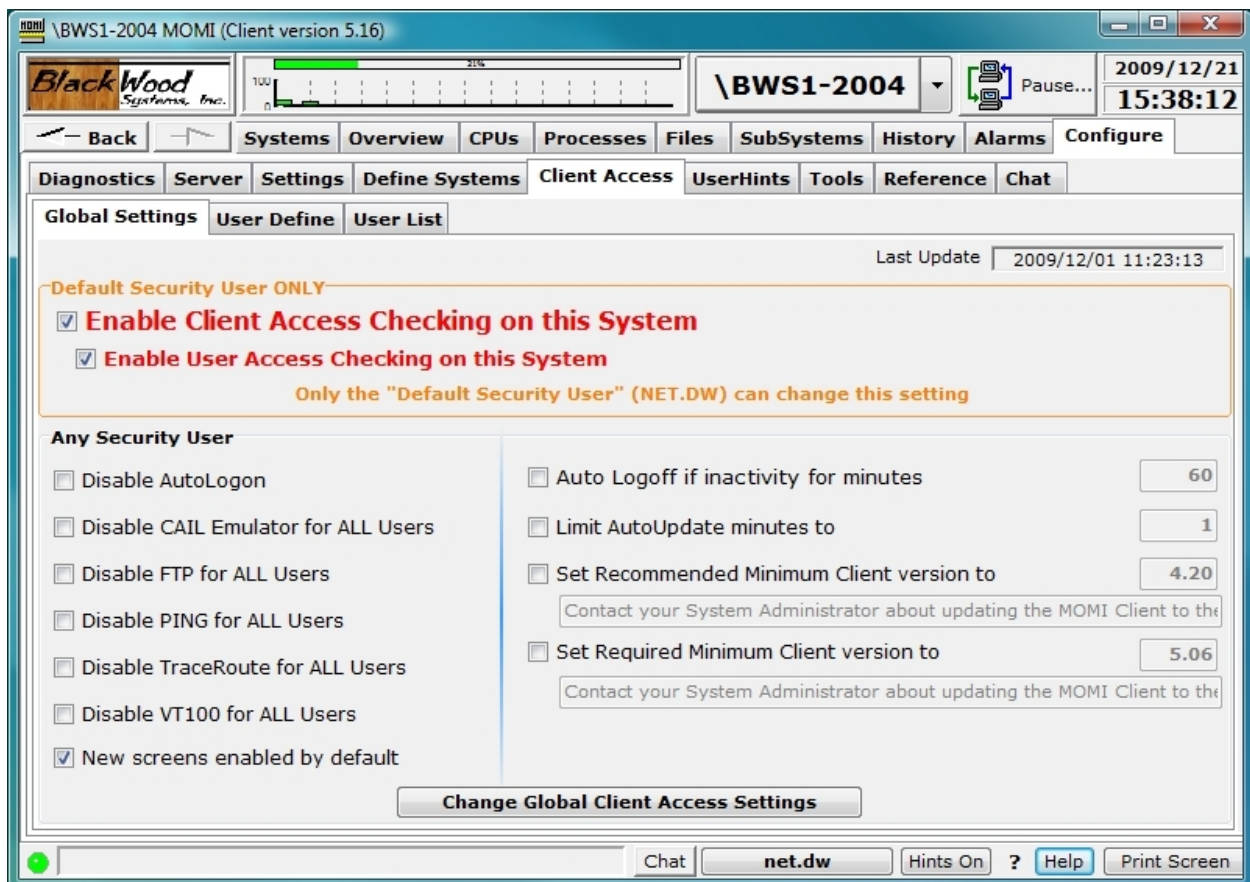 \BWS1-2004 MOMI (Client version 5.16)
BlackWood
Systems, Inc.
21%
100
0
\BWS1-2004
Pause...
2009/12/21
15:38:12
Back
Systems Overview CPUs Processes Files SubSystems History Alarms Configure
Diagnostics Server Settings Define Systems Client Access UserHints Tools Reference Chat
Global Settings User Define User List
Last Update 2009/12/01 11:23:13
Default Security User ONLY
Enable Client Access Checking on this System
Enable User Access Checking on this System
Only the "Default Security User" (NET.DW) can change this setting
Any Security User
Disable AutoLogon
Disable CAIL Emulator for ALL Users
Disable FTP for ALL Users
Disable PING for ALL Users
Disable TraceRoute for ALL Users
Disable VT100 for ALL Users
New screens enabled by default
Auto Logoff if inactivity for minutes 60
Limit AutoUpdate minutes to 1
Set Recommended Minimum Client version to 4.20
Contact your System Administrator about updating the MOMI Client to the
Set Required Minimum Client version to 5.06
Contact your System Administrator about updating the MOMI Client to the
Change Global Client Access Settings
Chat net.dw Hints On ? Help Print Screen